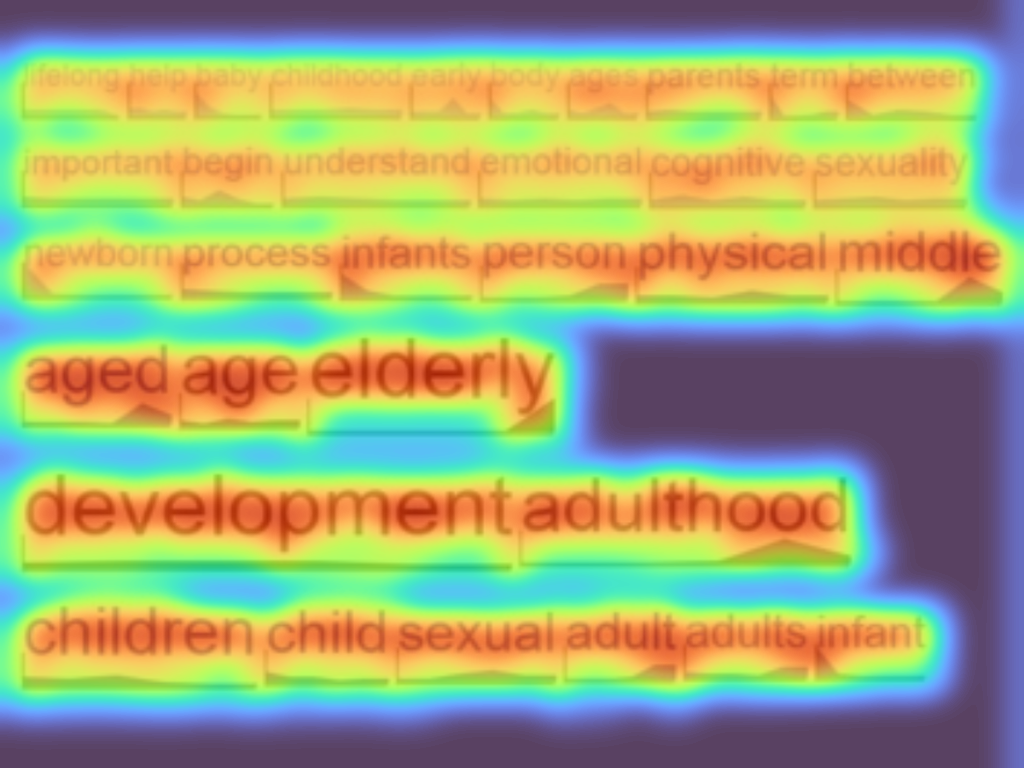 lifelong help baby childhood early body ages parents term between
important begin understand emotional cognitive sexuality
newborn process infants person physical middle
aged age elderly
development adulthood
children child sexual adult adults infant